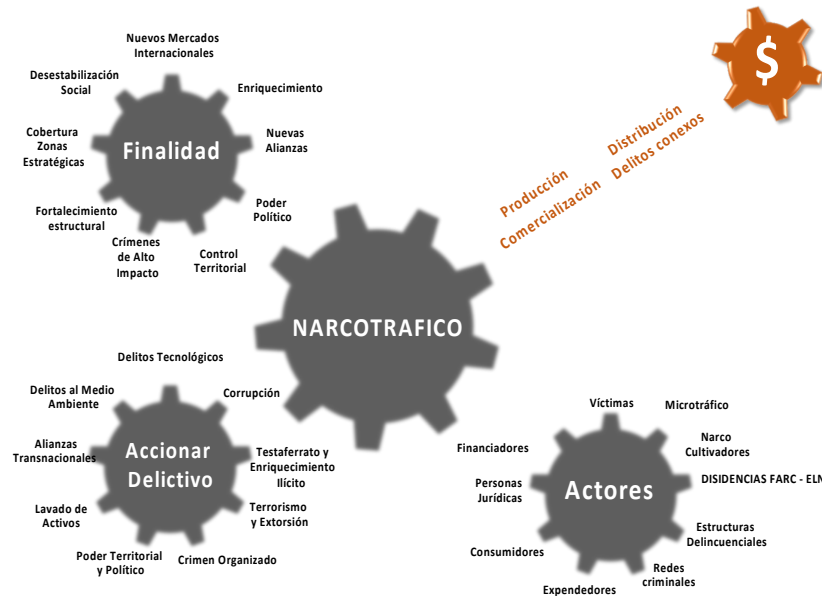 $
Nuevos Mercados
Internacionales
Desestabilización
Social
Enriquecimiento
Cobertura
Zonas
Estratégicas
Finalidad
Nuevas
Alianzas
Fortalecimiento
estructural
Crímenes
de Alto
Impacto
Control
Territorial
Poder
Político
Producción
Distribución
Comercialización
Delitos conexos
NARCOTRAFICO
Delitos Tecnológicos
Delitos al Medio
Ambiente
Corrupción
Alianzas
Transnacionales
Accionar
Delictivo
Testaferrato y
Enriquecimiento
Ilícito
Lavado de
Activos
Terrorismo
y Extorsión
Poder Territorial
y Político
Crimen Organizado
Víctimas
Microtráfico
Financiadores
Narco
Cultivadores
Personas
Jurídicas
Actores
DISIDENCIAS FARC - ELN
Consumidores
Estructuras
Delincuenciales
Expendedores
Redes
criminales